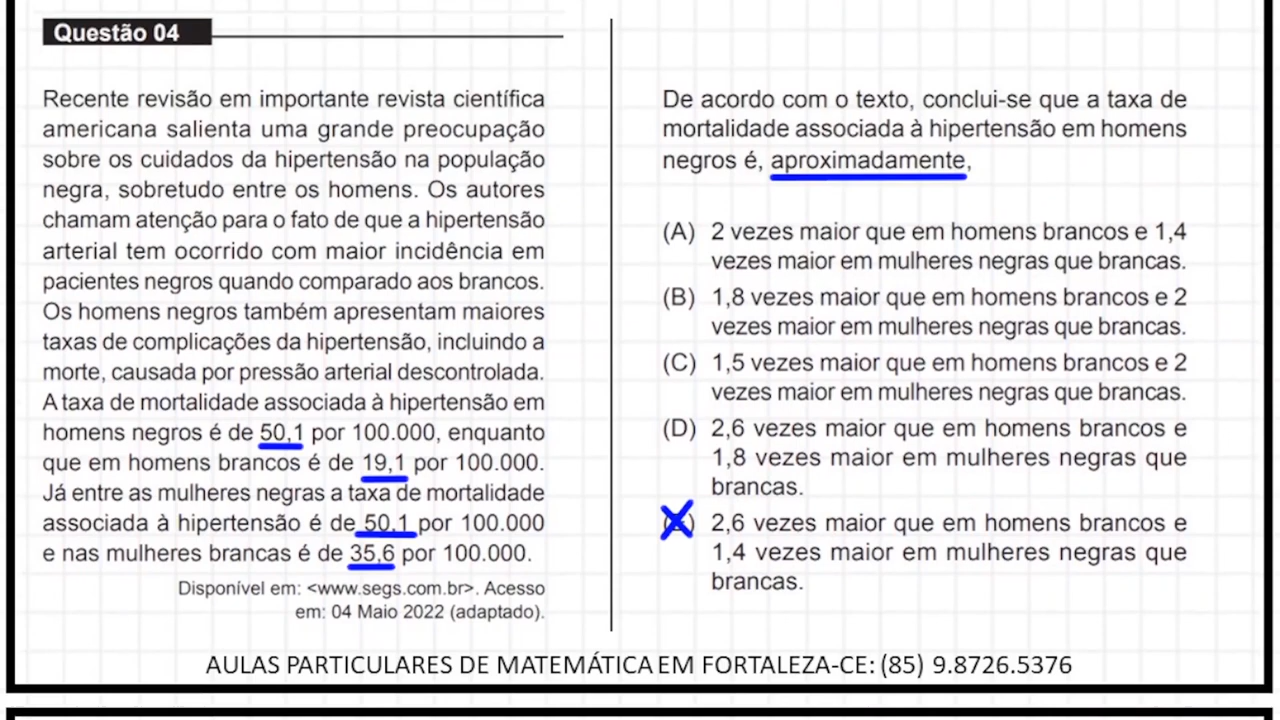 Questão 04
Recente revisão em importante revista científica
americana salienta uma grande preocupação
sobre os cuidados da hipertensão na população
negra, sobretudo entre os homens. Os autores
chamam atenção para o fato de que a hipertensão
arterial tem ocorrido com maior incidência em
pacientes negros quando comparado aos brancos.
Os homens negros também apresentam maiores
taxas de complicações da hipertensão, incluindo a
morte, causada por pressão arterial descontrolada.
A taxa de mortalidade associada à hipertensão em
homens negros é de 50,1 por 100.000, enquanto
que em homens brancos é de 19,1 por 100.000.
Já entre as mulheres negras a taxa de mortalidade
associada à hipertensão é de 50,1 por 100.000
e nas mulheres brancas é de 35,6 por 100.000.
Disponível em: <www.segs.com.br>. Acesso
em: 04 Maio 2022 (adaptado).
De acordo com o texto, conclui-se que a taxa de
mortalidade associada à hipertensão em homens
negros é, aproximadamente,
(A) 2 vezes maior que em homens brancos e 1,4
vezes maior em mulheres negras que brancas.
(B) 1,8 vezes maior que em homens brancos e 2
vezes maior em mulheres negras que brancas.
(C) 1,5 vezes maior que em homens brancos e 2
vezes maior em mulheres negras que brancas.
(D) 2,6 vezes maior que em homens brancos e
1,8 vezes maior em mulheres negras que
brancas.
2,6 vezes maior que em homens brancos e
1,4 vezes maior em mulheres negras que
brancas.
AULAS PARTICULARES DE MATEMÁTICA EM FORTALEZA-CE: (85) 9.8726.5376